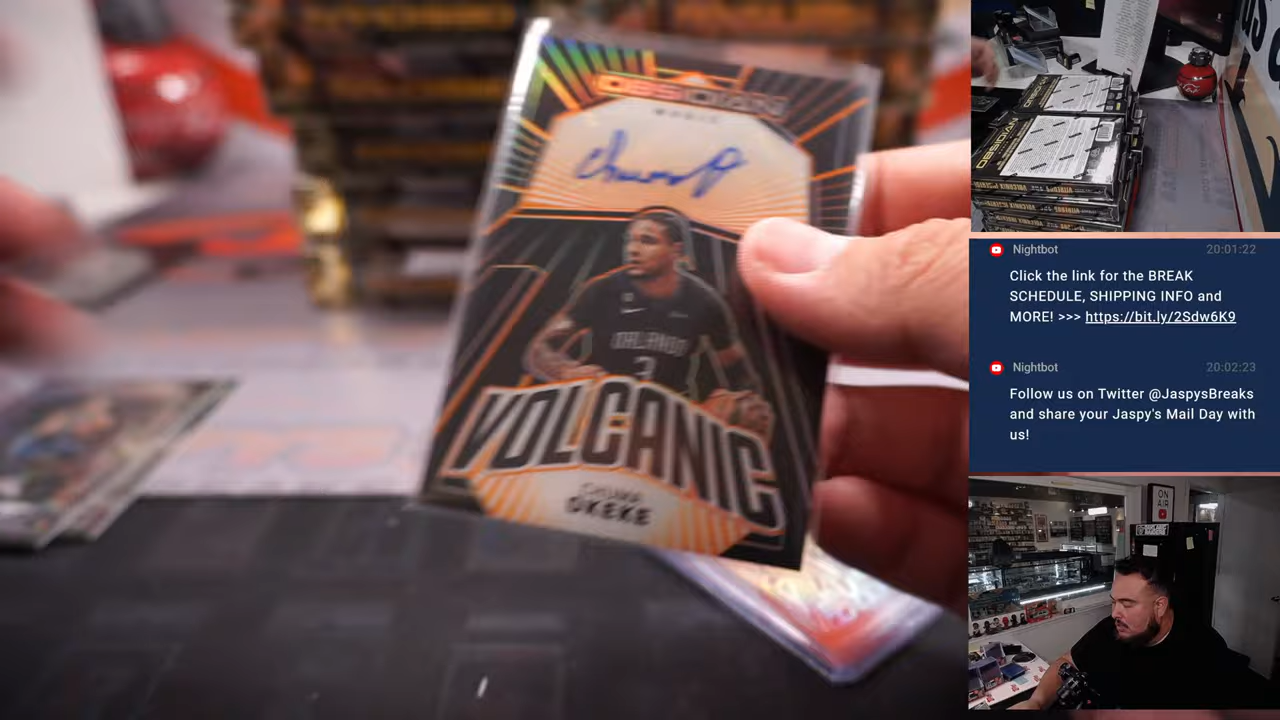 OBSIDIAN
MAGIC
ORLANDO
3
VOLCANIC
CHUMA
OKEKE
OBSIDIAN
Nightbot 20:01:22
Click the link for the BREAK
SCHEDULE, SHIPPING INFO and
MORE! >>> https://bit.ly/2Sdw6K9
Nightbot 20:02:23
Follow us on Twitter @JaspysBreaks
and share your Jaspy's Mail Day with
us!
ON
AIR